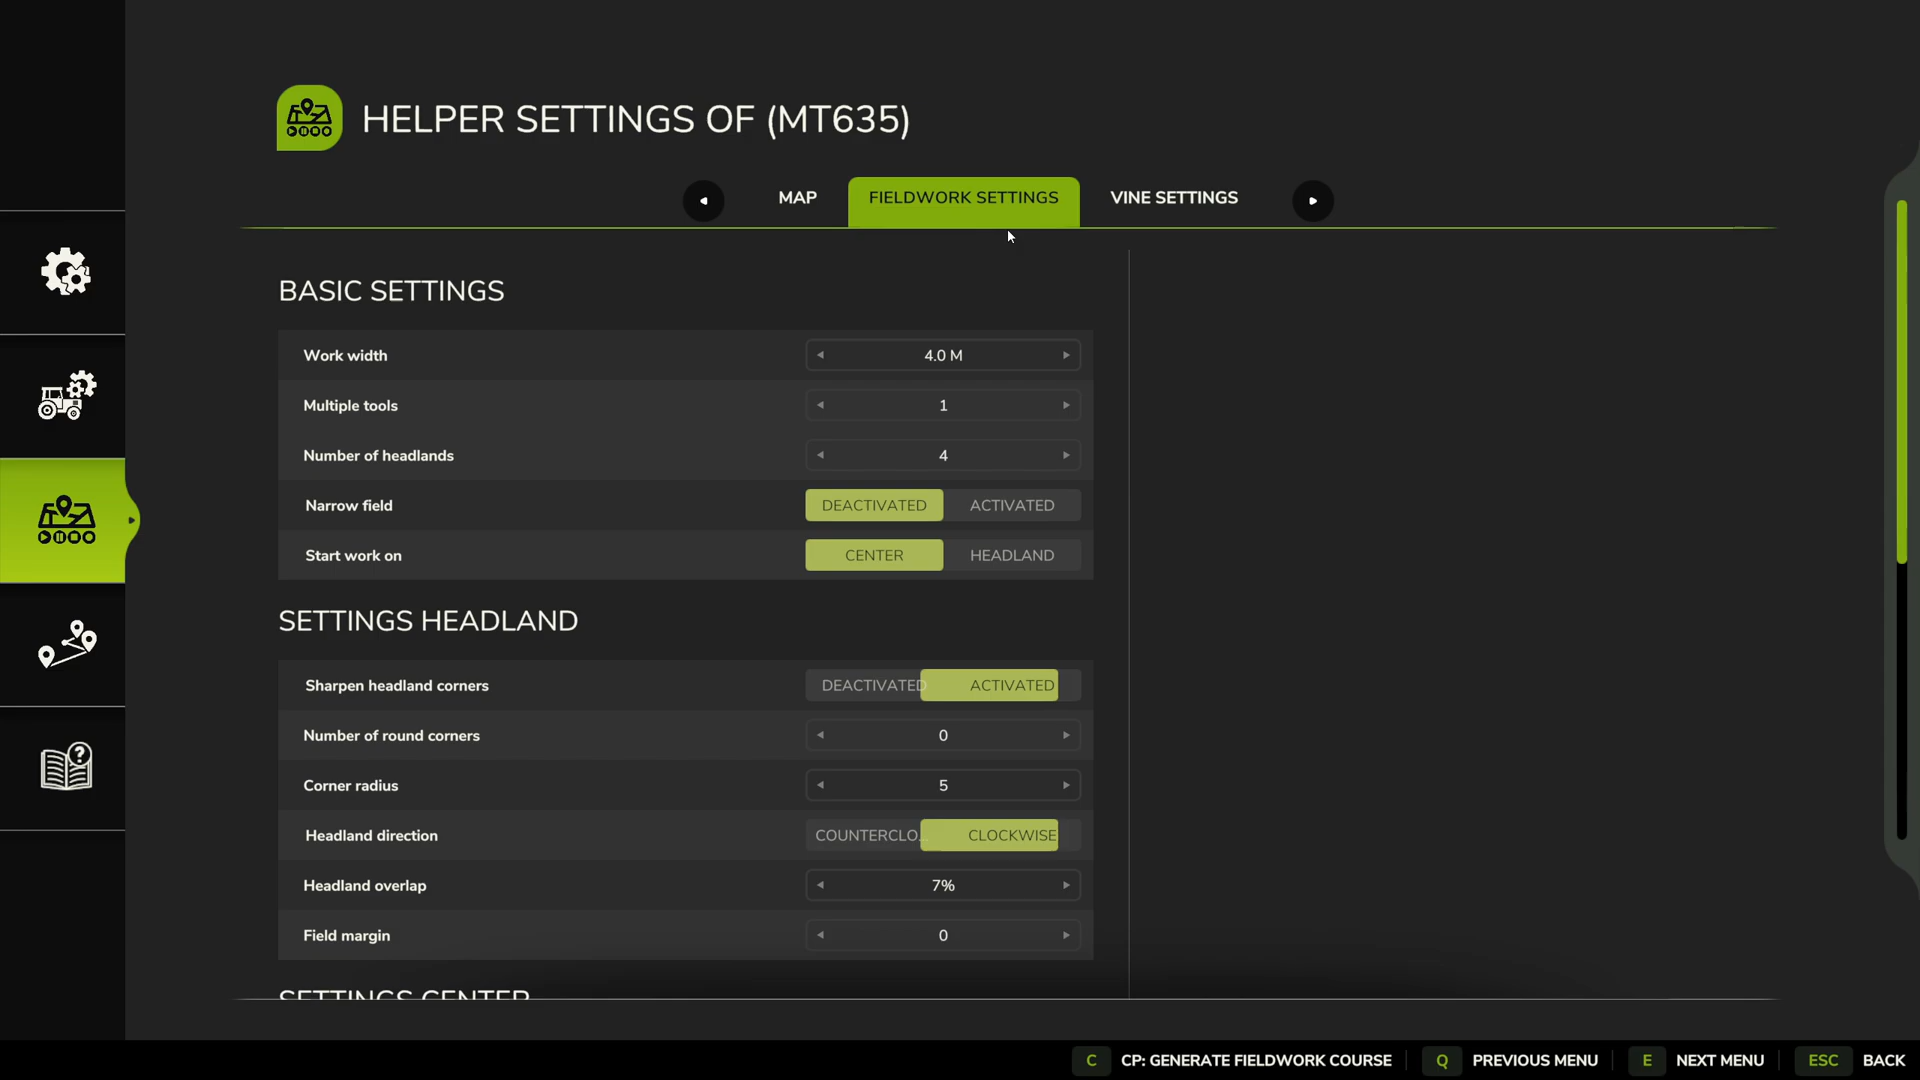 HELPER SETTINGS OF (MT635)
MAP FIELDWORK SETTINGS VINE SETTINGS
BASIC SETTINGS
Work width 4.0 M
Multiple tools 1
Number of headlands 4
Narrow field DEACTIVATED ACTIVATED
Start work on CENTER HEADLAND
SETTINGS HEADLAND
Sharpen headland corners DEACTIVATED ACTIVATED
Number of round corners 0
Corner radius 5
Headland direction COUNTERCLO... CLOCKWISE
Headland overlap 7%
Field margin 0
SETTINGS CENTER
C CP: GENERATE FIELDWORK COURSE Q PREVIOUS MENU E NEXT MENU ESC BACK